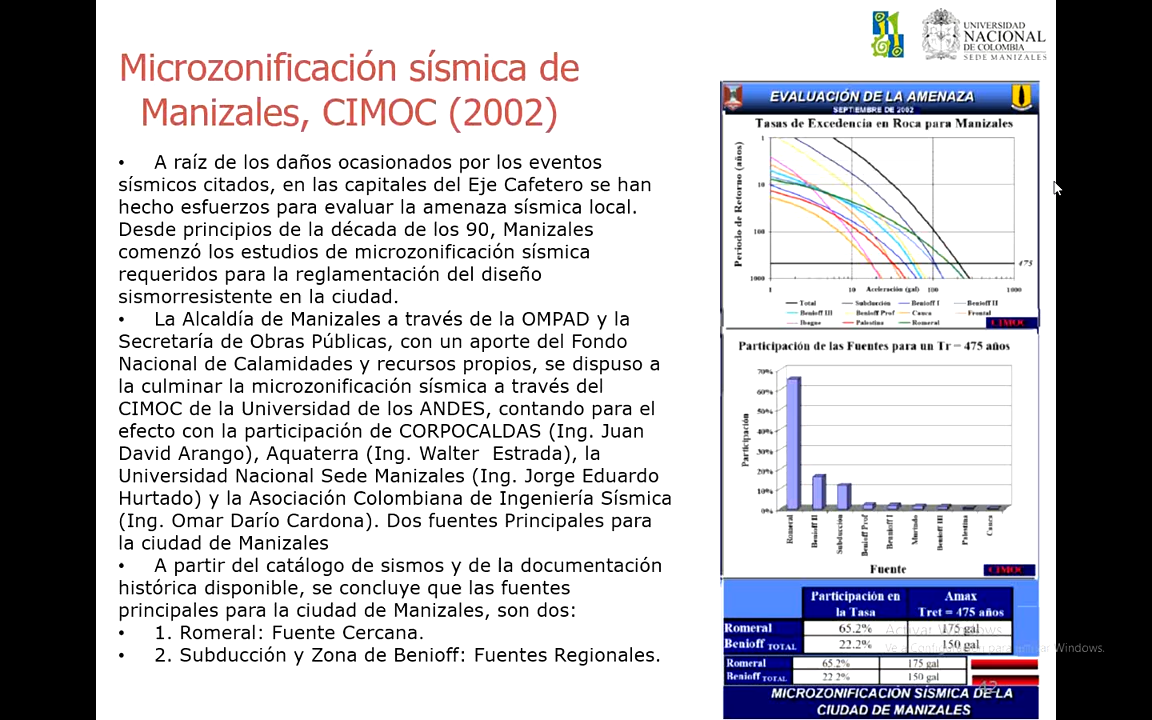 UNIVERSIDAD
NACIONAL
DE COLOMBIA
SEDE MANIZALES
Microzonificación sísmica de
Manizales, CIMOC (2002)
• A raíz de los daños ocasionados por los eventos
sísmicos citados, en las capitales del Eje Cafetero se han
hecho esfuerzos para evaluar la amenaza sísmica local.
Desde principios de la década de los 90, Manizales
comenzó los estudios de microzonificación sísmica
requeridos para la reglamentación del diseño
sismorresistente en la ciudad.
• La Alcaldía de Manizales a través de la OMPAD y la
Secretaría de Obras Públicas, con un aporte del Fondo
Nacional de Calamidades y recursos propios, se dispuso a
la culminar la microzonificación sísmica a través del
CIMOC de la Universidad de los ANDES, contando para el
efecto con la participación de CORPOCALDAS (Ing. Juan
David Arango), Aquaterra (Ing. Walter Estrada), la
Universidad Nacional Sede Manizales (Ing. Jorge Eduardo
Hurtado) y la Asociación Colombiana de Ingeniería Sísmica
(Ing. Omar Darío Cardona). Dos fuentes Principales para
la ciudad de Manizales
• A partir del catálogo de sismos y de la documentación
histórica disponible, se concluye que las fuentes
principales para la ciudad de Manizales, son dos:
• 1. Romeral: Fuente Cercana.
• 2. Subducción y Zona de Benioff: Fuentes Regionales.
EVALUACIÓN DE LA AMENAZA
SEPTIEMBRE DE 2002
Tasas de Excedencia en Roca para Manizales
Periodo de Retorno (años)
1
10
100
1000
475
1 10 100 1000
Aceleración (gal)
Total Subducción Benioff I Benioff II
Benioff III Benioff Prof Cauca Frontal
Ibague Palestina Romeral
CIMOC
Participación de las Fuentes para un Tr = 475 años
Participación
70%
60%
50%
40%
30%
20%
10%
0%
Romeral Benioff II Subducción Benioff Prof Benioff I Murindo Benioff III Palestina Cauca
Fuente
CIMOC
Participación en la Tasa Amax Tret = 475 años
Romeral 65.2% 175 gal
Benioff TOTAL 22.2% 150 gal
Romeral 65.2% 175 gal
Benioff TOTAL 22.2% 150 gal
Activar Windows
Ve a Configuración para activar Windows.
42
MICROZONIFICACIÓN SÍSMICA DE LA
CIUDAD DE MANIZALES